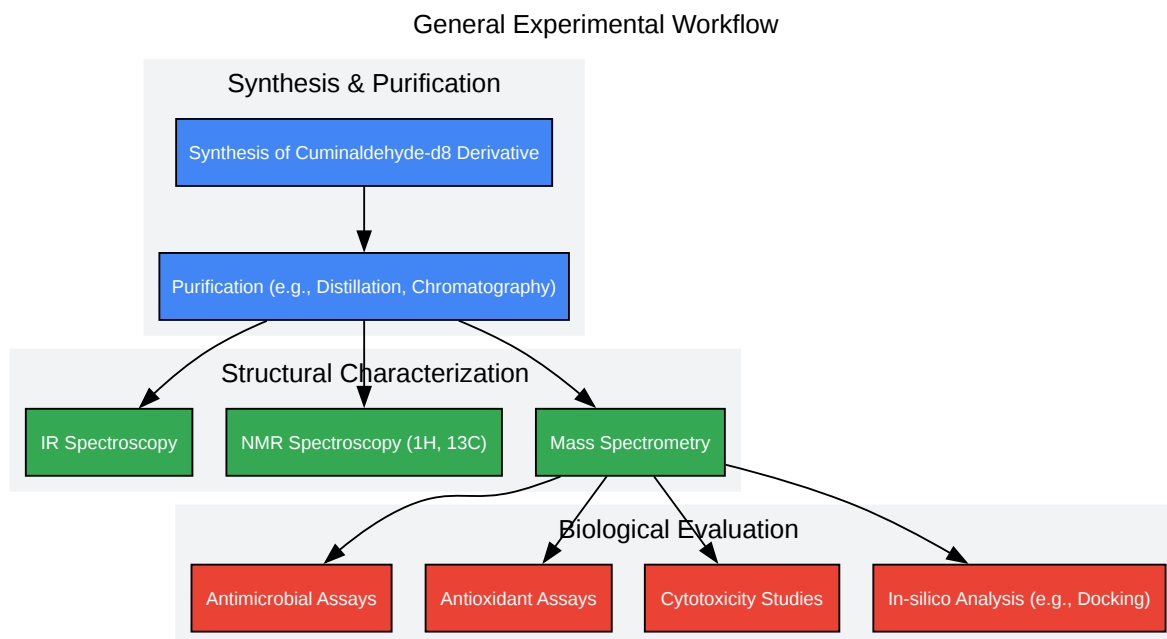 General Experimental Workflow
Synthesis & Purification
Synthesis of Cuminaldehyde-d8 Derivative
Purification (e.g., Distillation, Chromatography)
Structural Characterization
IR Spectroscopy
NMR Spectroscopy (1H, 13C)
Mass Spectrometry
Biological Evaluation
Antimicrobial Assays
Antioxidant Assays
Cytotoxicity Studies
In-silico Analysis (e.g., Docking)